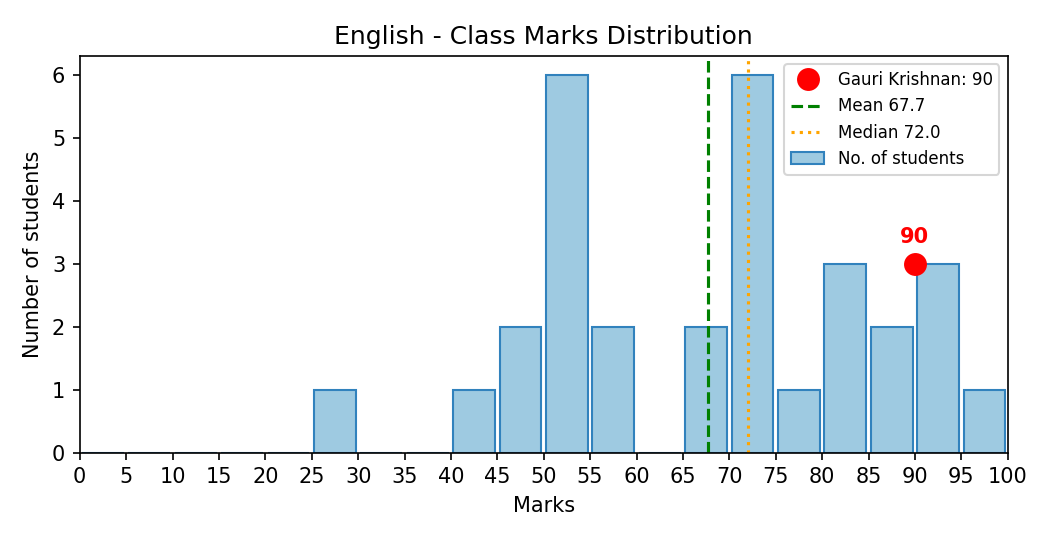 English - Class Marks Distribution
Number of students
6
5
4
3
2
1
0
Gauri Krishnan: 90
Mean 67.7
Median 72.0
No. of students
90
0 5 10 15 20 25 30 35 40 45 50 55 60 65 70 75 80 85 90 95 100
Marks